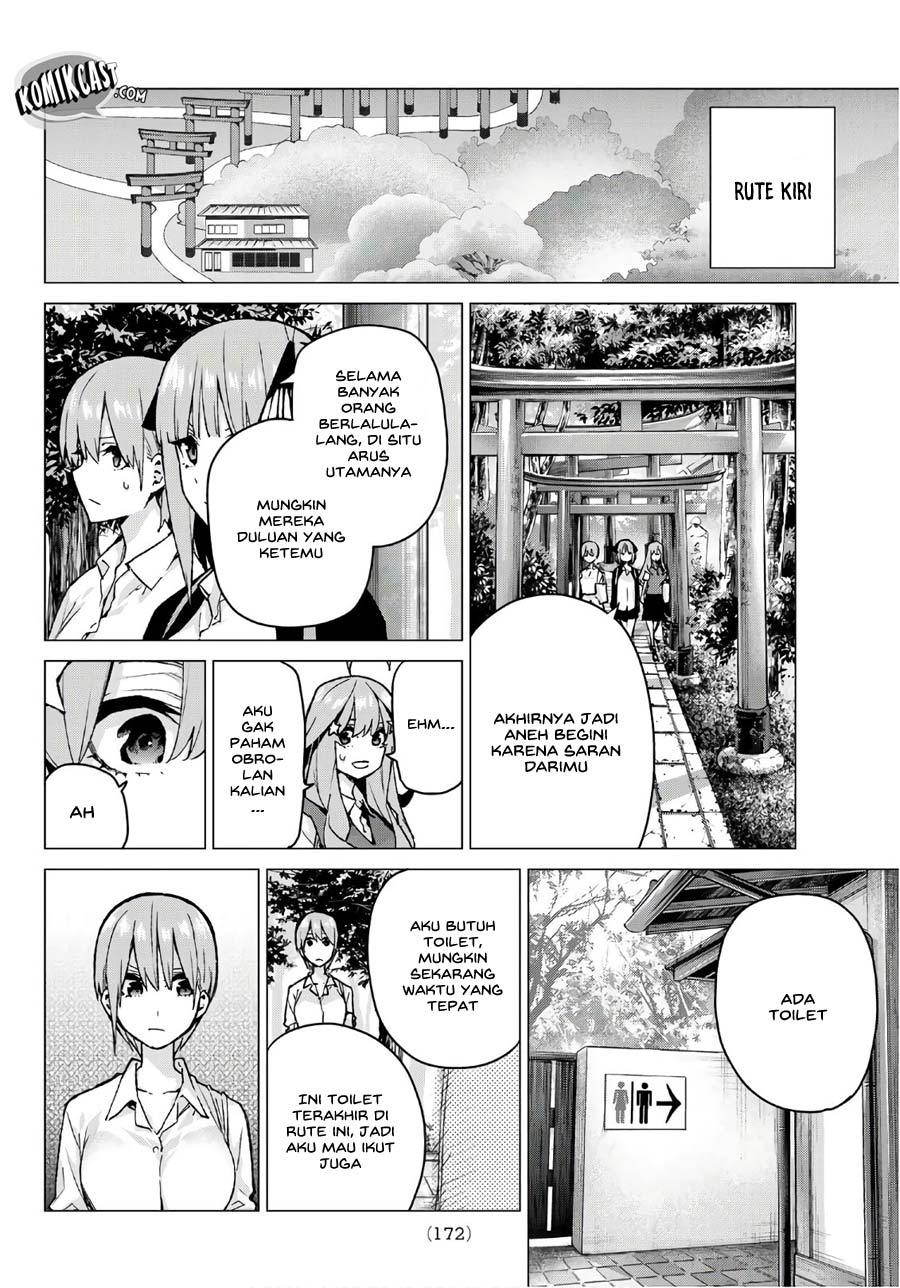 KOMIKCAST
.COM
RUTE KIRI
AKHIRNYA JADI
ANEH BEGINI
KARENA SARAN
DARIMU
SELAMA
BANYAK
ORANG
BERLALULA-
LANG, DI SITU
ARUS
UTAMANYA
MUNGKIN
MEREKA
DULUAN YANG
KETEMU
EHM...
AKU
GAK
PAHAM
OBRO-
LAN
KALIAN
...
AH
ADA
TOILET
AKU BUTUH
TOILET,
MUNGKIN
SEKARANG
WAKTU YANG
TEPAT
INI TOILET
TERAKHIR DI
RUTE INI, JADI
AKU MAU IKUT
JUGA
(172)